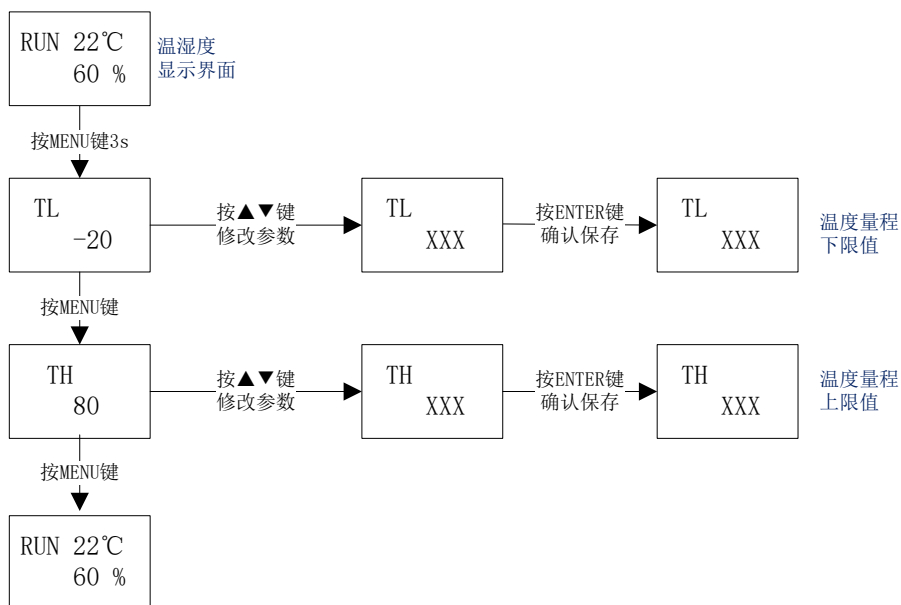 RUN 22℃
60 %
温湿度
显示界面
按MENU键3s
TL
-20
按▲▼键
修改参数
TL
XXX
按ENTER键
确认保存
TL
XXX
温度量程
下限值
按MENU键
TH
80
按▲▼键
修改参数
TH
XXX
按ENTER键
确认保存
TH
XXX
温度量程
上限值
按MENU键
RUN 22℃
60 %